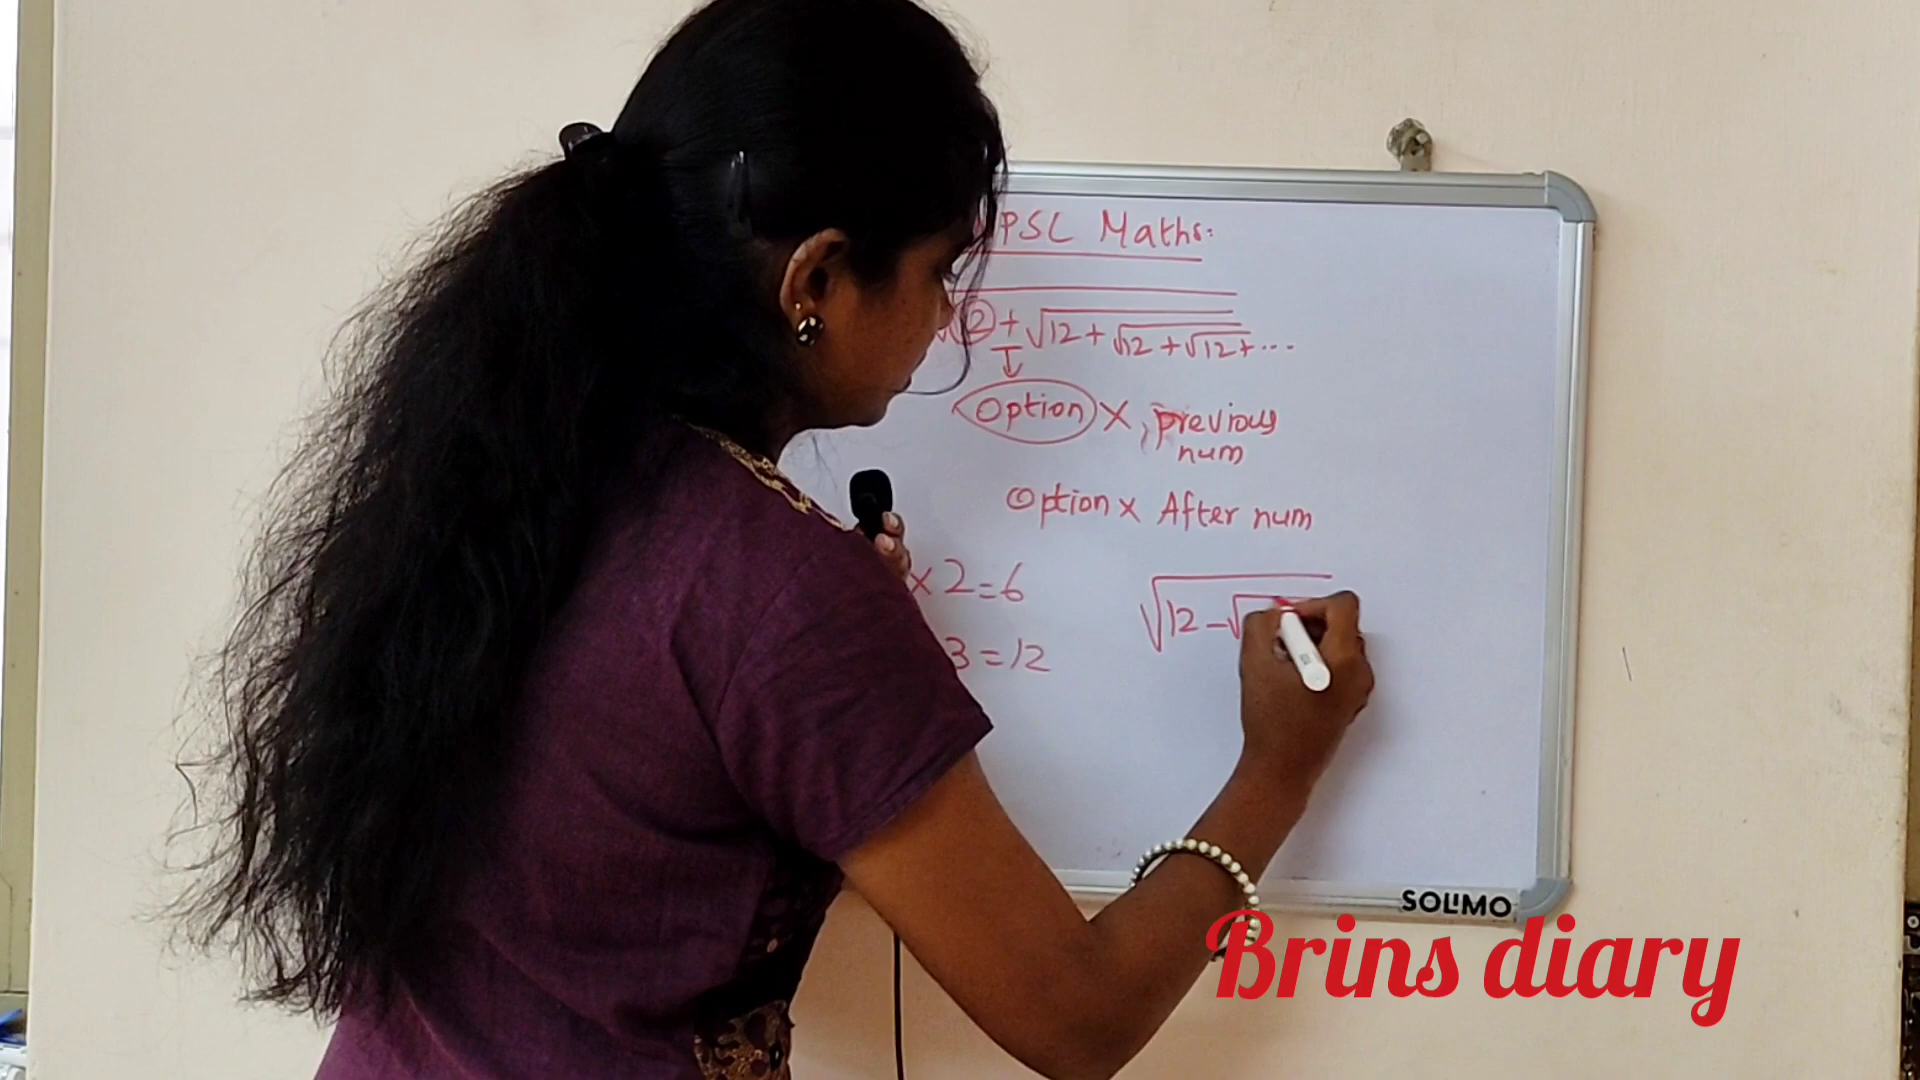 PSC Maths:
√2 + √12 + √12 + √12 + ...
Option X , previous
num
Option X After num
x 2 = 6
√12 - √
3 = 12
SOLIMO
Brins diary